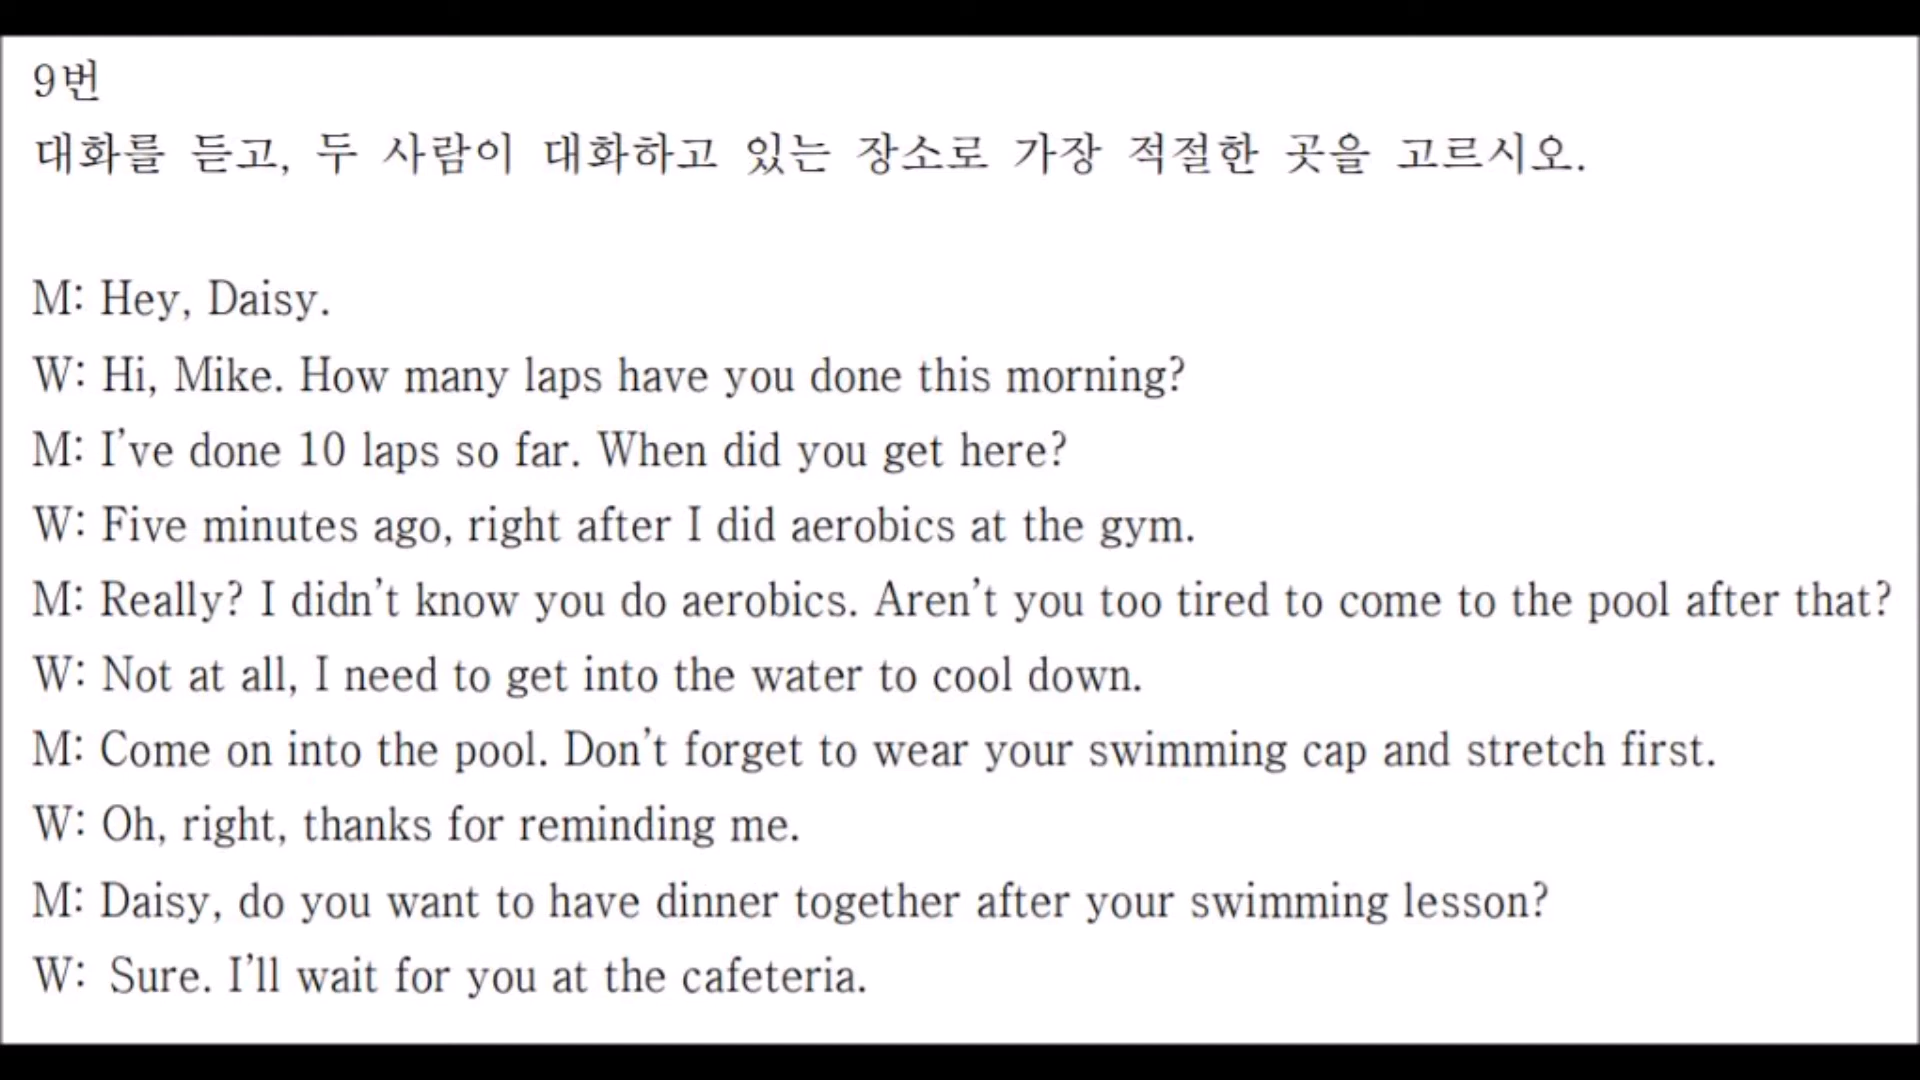 9번
대화를 듣고, 두 사람이 대화하고 있는 장소로 가장 적절한 곳을 고르시오.
M: Hey, Daisy.
W: Hi, Mike. How many laps have you done this morning?
M: I've done 10 laps so far. When did you get here?
W: Five minutes ago, right after I did aerobics at the gym.
M: Really? I didn't know you do aerobics. Aren't you too tired to come to the pool after that?
W: Not at all, I need to get into the water to cool down.
M: Come on into the pool. Don't forget to wear your swimming cap and stretch first.
W: Oh, right, thanks for reminding me.
M: Daisy, do you want to have dinner together after your swimming lesson?
W: Sure. I'll wait for you at the cafeteria.